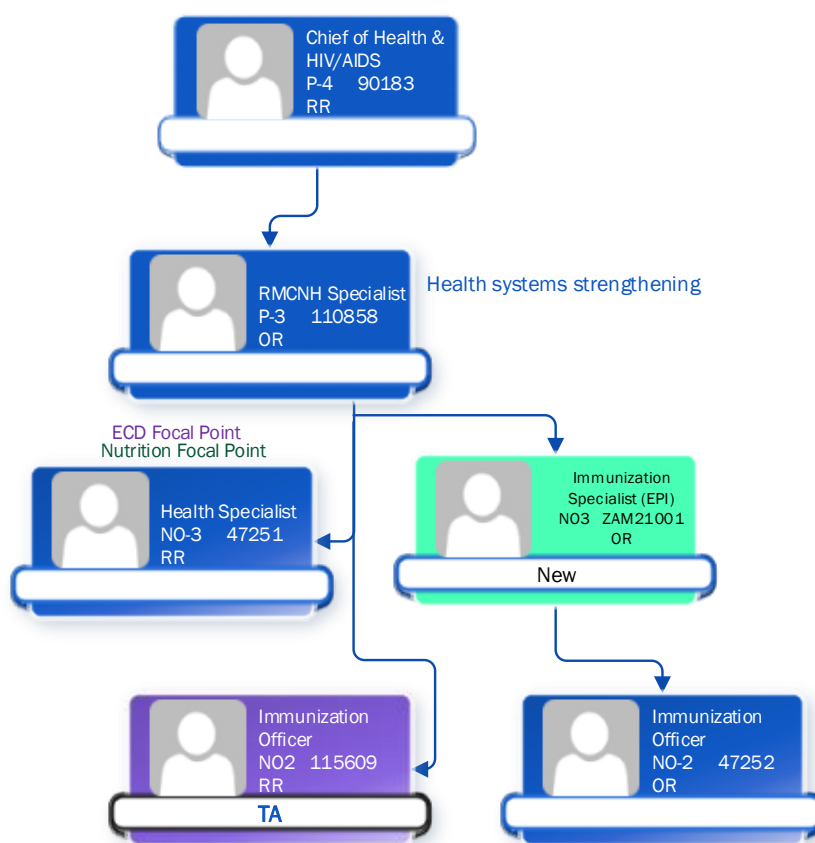 Chief of Health &
HIV/AIDS
P-4 90183
RR
RMCNH Specialist
P-3 110858
OR
Health systems strengthening
ECD Focal Point
Nutrition Focal Point
Health Specialist
NO-3 47251
RR
Immunization
Specialist (EPI)
NO3 ZAM21001
OR
New
Immunization
Officer
NO2 115609
RR
TA
Immunization
Officer
NO-2 47252
OR